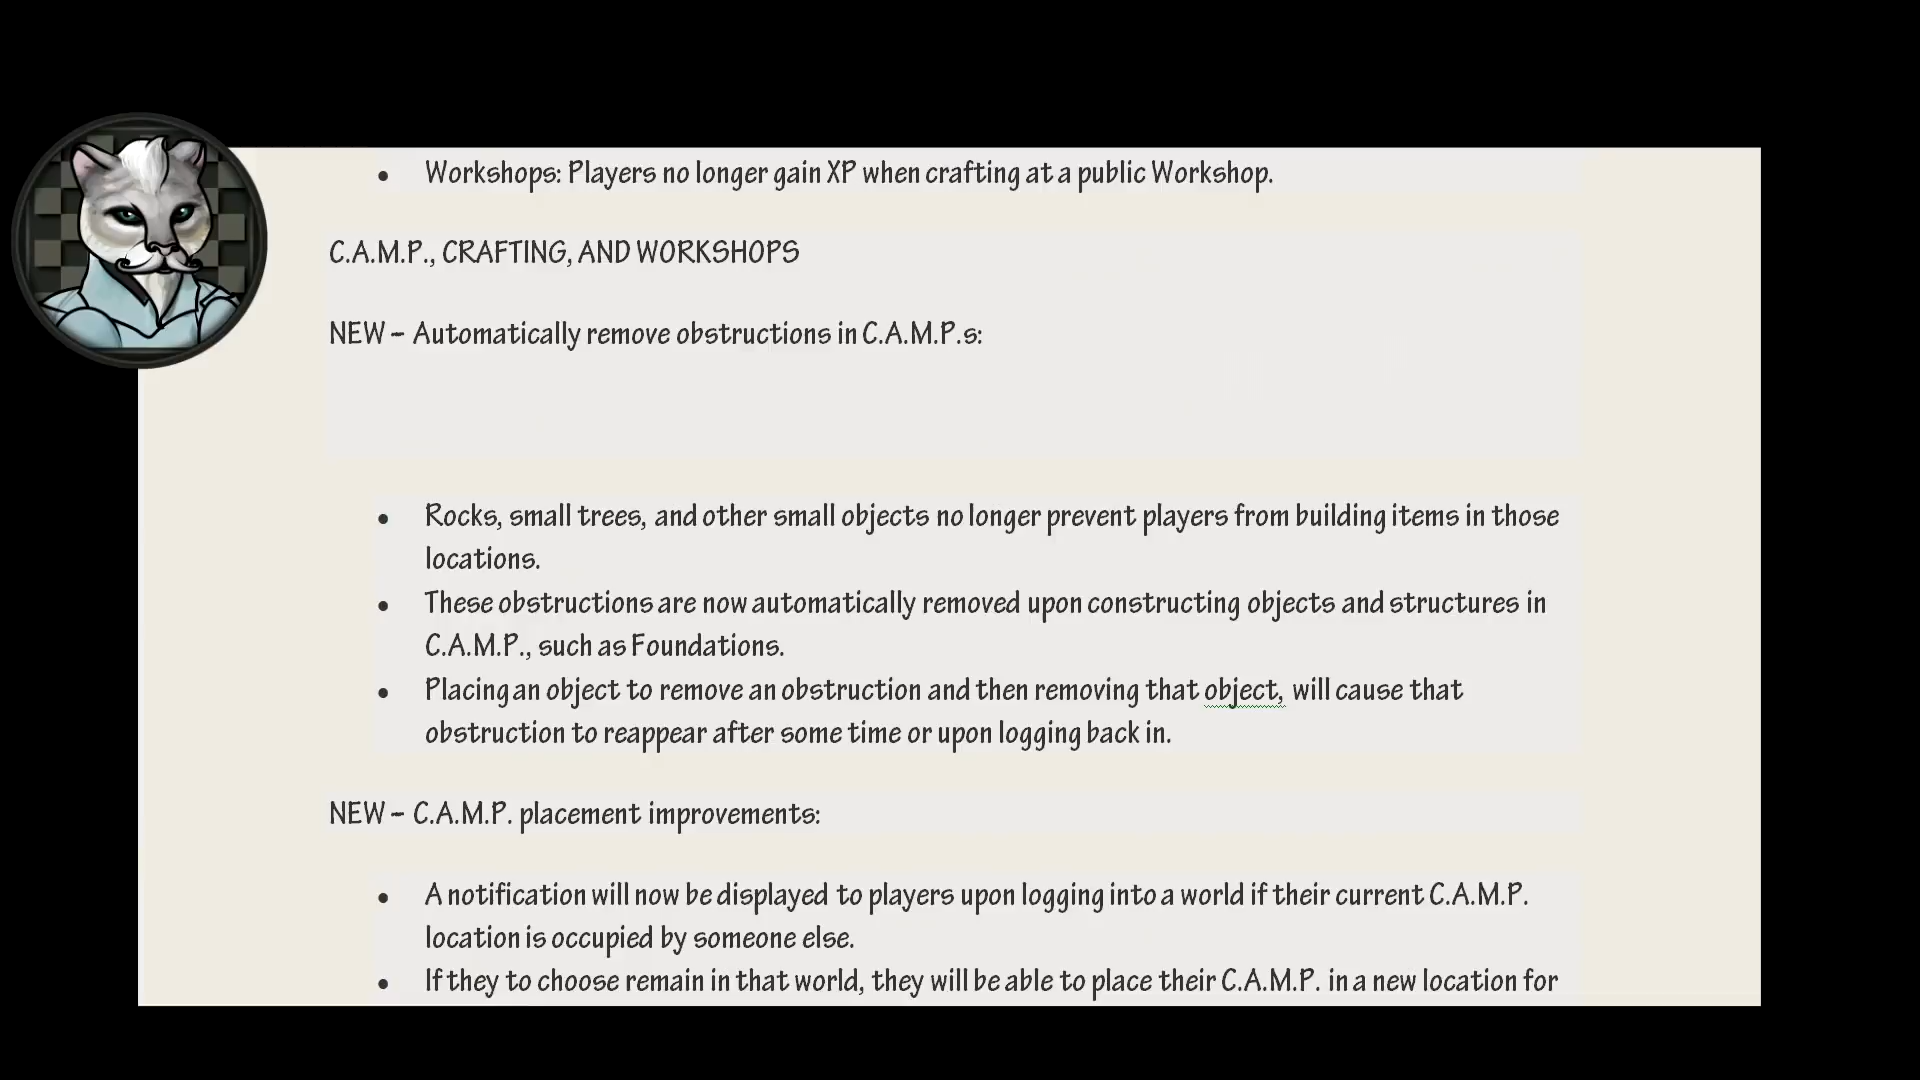 Workshops: Players no longer gain XP when crafting at a public Workshop.
C.A.M.P., CRAFTING, AND WORKSHOPS
NEW – Automatically remove obstructions in C.A.M.P.s:
Rocks, small trees, and other small objects no longer prevent players from building items in those
locations.
These obstructions are now automatically removed upon constructing objects and structures in
C.A.M.P., such as Foundations.
Placing an object to remove an obstruction and then removing that object, will cause that
obstruction to reappear after some time or upon logging back in.
NEW – C.A.M.P. placement improvements:
A notification will now be displayed to players upon logging into a world if their current C.A.M.P.
location is occupied by someone else.
If they to choose remain in that world, they will be able to place their C.A.M.P. in a new location for